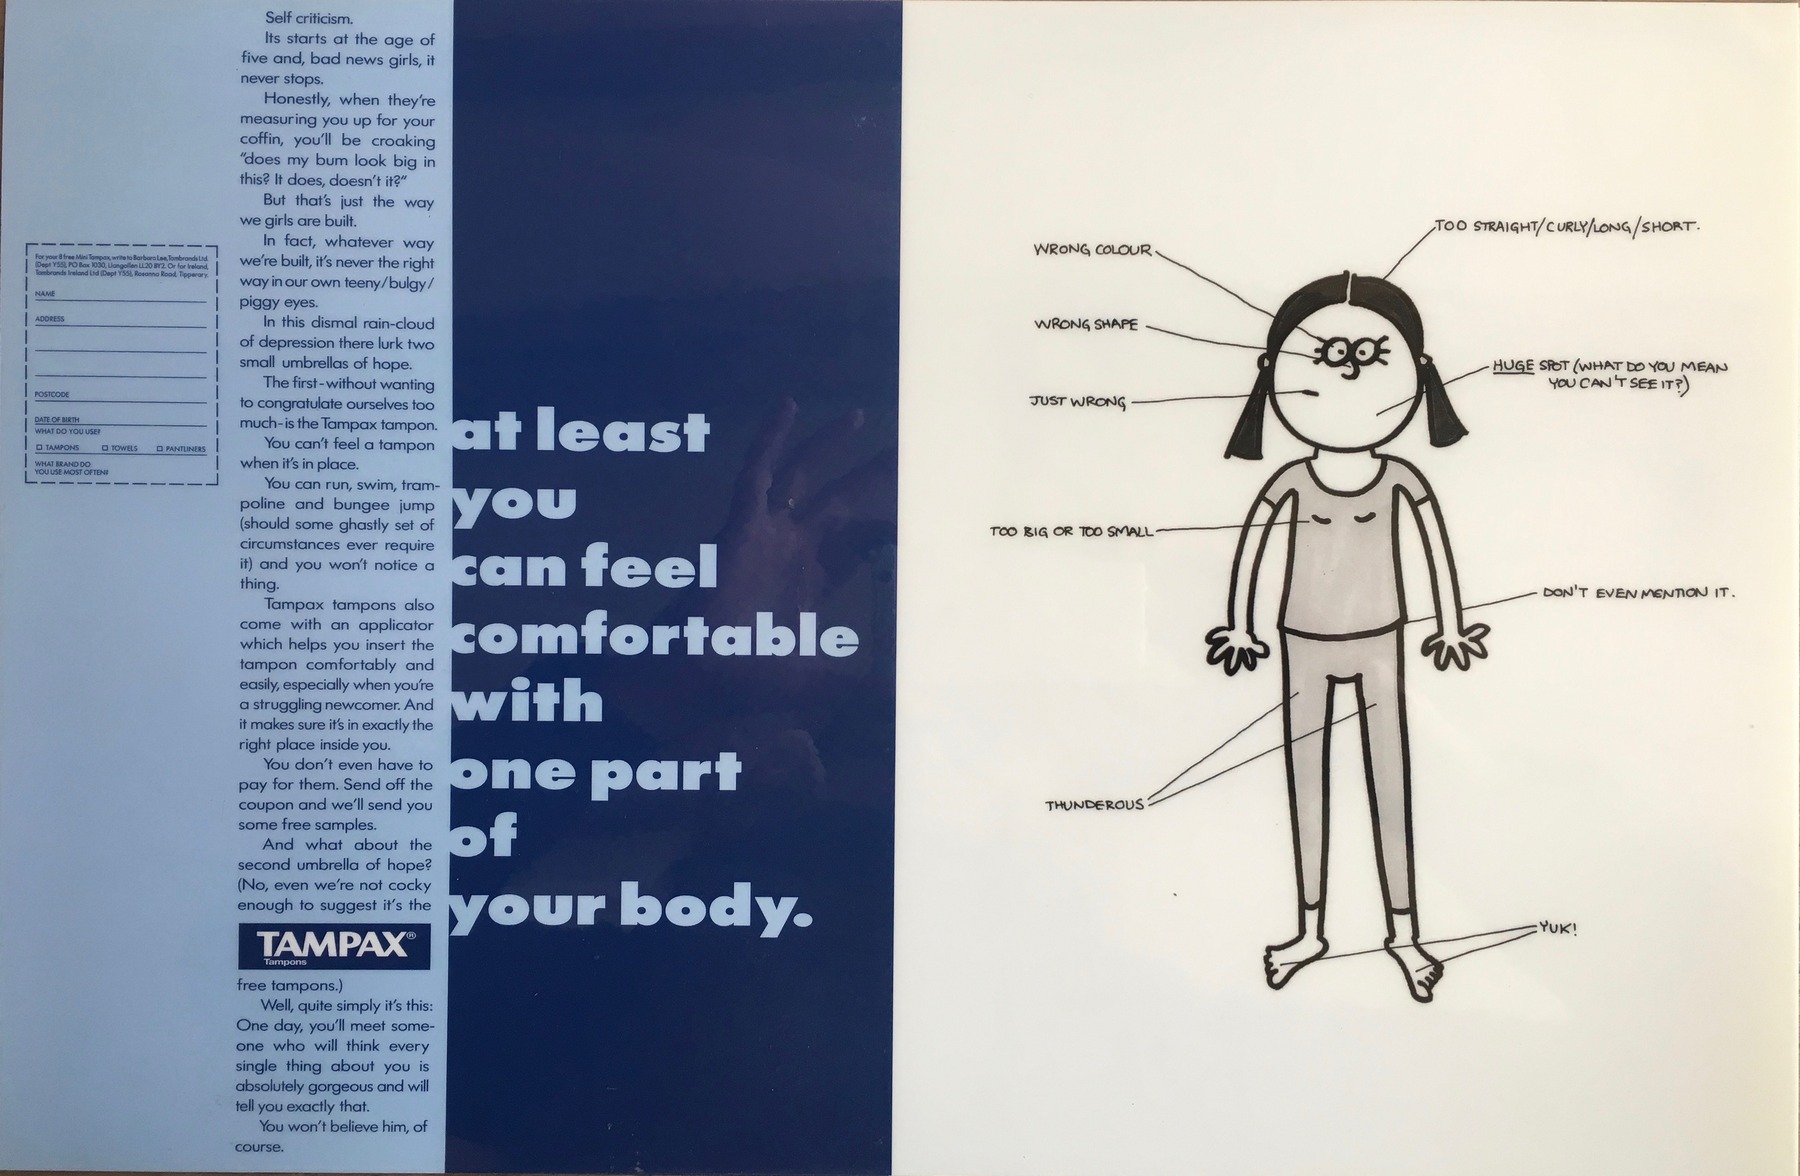 Self criticism.
Its starts at the age of
five and, bad news girls, it
never stops.
Honestly, when they're
measuring you up for your
coffin, you'll be croaking
"does my bum look big in
this? It does, doesn't it?"
But that's just the way
we girls are built.
In fact, whatever way
we're built, it's never the right
way in our own teeny/bulgy/
piggy eyes.
In this dismal rain-cloud
of depression there lurk two
small umbrellas of hope.
The first-without wanting
to congratulate ourselves too
much-is the Tampax tampon.
You can't feel a tampon
when it's in place.
You can run, swim, tram-
poline and bungee jump
(should some ghastly set of
circumstances ever require
it) and you won't notice a
thing.
Tampax tampons also
come with an applicator
which helps you insert the
tampon comfortably and
easily, especially when you're
a struggling newcomer. And
it makes sure it's in exactly the
right place inside you.
You don't even have to
pay for them. Send off the
coupon and we'll send you
some free samples.
And what about the
second umbrella of hope?
(No, even we're not cocky
enough to suggest it's the
TAMPAX®
Tampons
free tampons.)
Well, quite simply it's this:
One day, you'll meet some-
one who will think every
single thing about you is
absolutely gorgeous and will
tell you exactly that.
You won't believe him, of
course.
For your 8 free Mini Tampax, write to Barbara Lee, Tambrands Ltd.
(Dept Y55), PO Box 1030, Llangollen LL20 8YZ. Or for Ireland,
Tambrands Ireland Ltd (Dept Y55), Rosanna Road, Tipperary.
NAME
ADDRESS
POSTCODE
DATE OF BIRTH
WHAT DO YOU USE?
TAMPONS TOWELS PANTLINERS
WHAT BRAND DO
YOU USE MOST OFTEN?
at least
you
can feel
comfortable
with
one part
of
your body.
TOO STRAIGHT/CURLY/LONG/SHORT.
WRONG COLOUR
WRONG SHAPE
HUGE SPOT (WHAT DO YOU MEAN
YOU CAN'T SEE IT?)
JUST WRONG
TOO BIG OR TOO SMALL
DON'T EVEN MENTION IT.
THUNDEROUS
YUK!